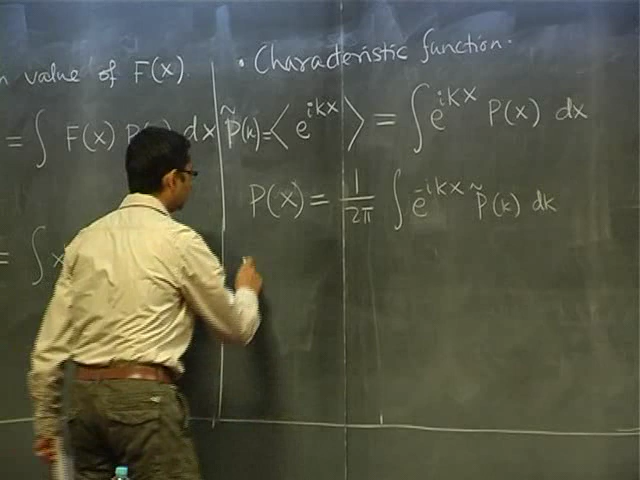 n value of F(x).
= ∫ F(x) P(x) dx
= ∫ x
• Characteristic function.
P̃(k) = ⟨e^{ikx}⟩ = ∫ e^{ikx} P(x) dx
P(x) = 1/2π ∫ e^{-ikx} P̃(k) dk